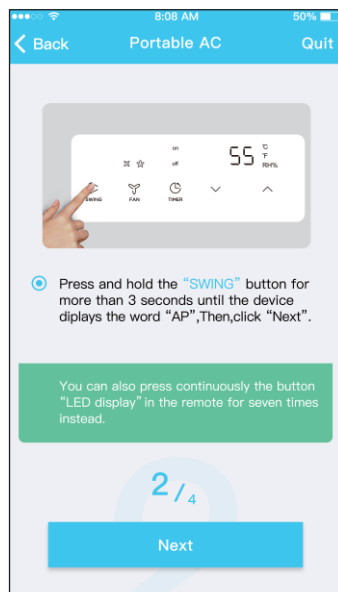 8:08 AM
50%
Back
Portable AC
Quit
on
off
55
°C
°F
RH%
SWING
FAN
TIMER
Press and hold the “SWING” button for
more than 3 seconds until the device
diplays the word “AP”,Then,click “Next”.
You can also press continuously the button
“LED display” in the remote for seven times
instead.
2/4
Next